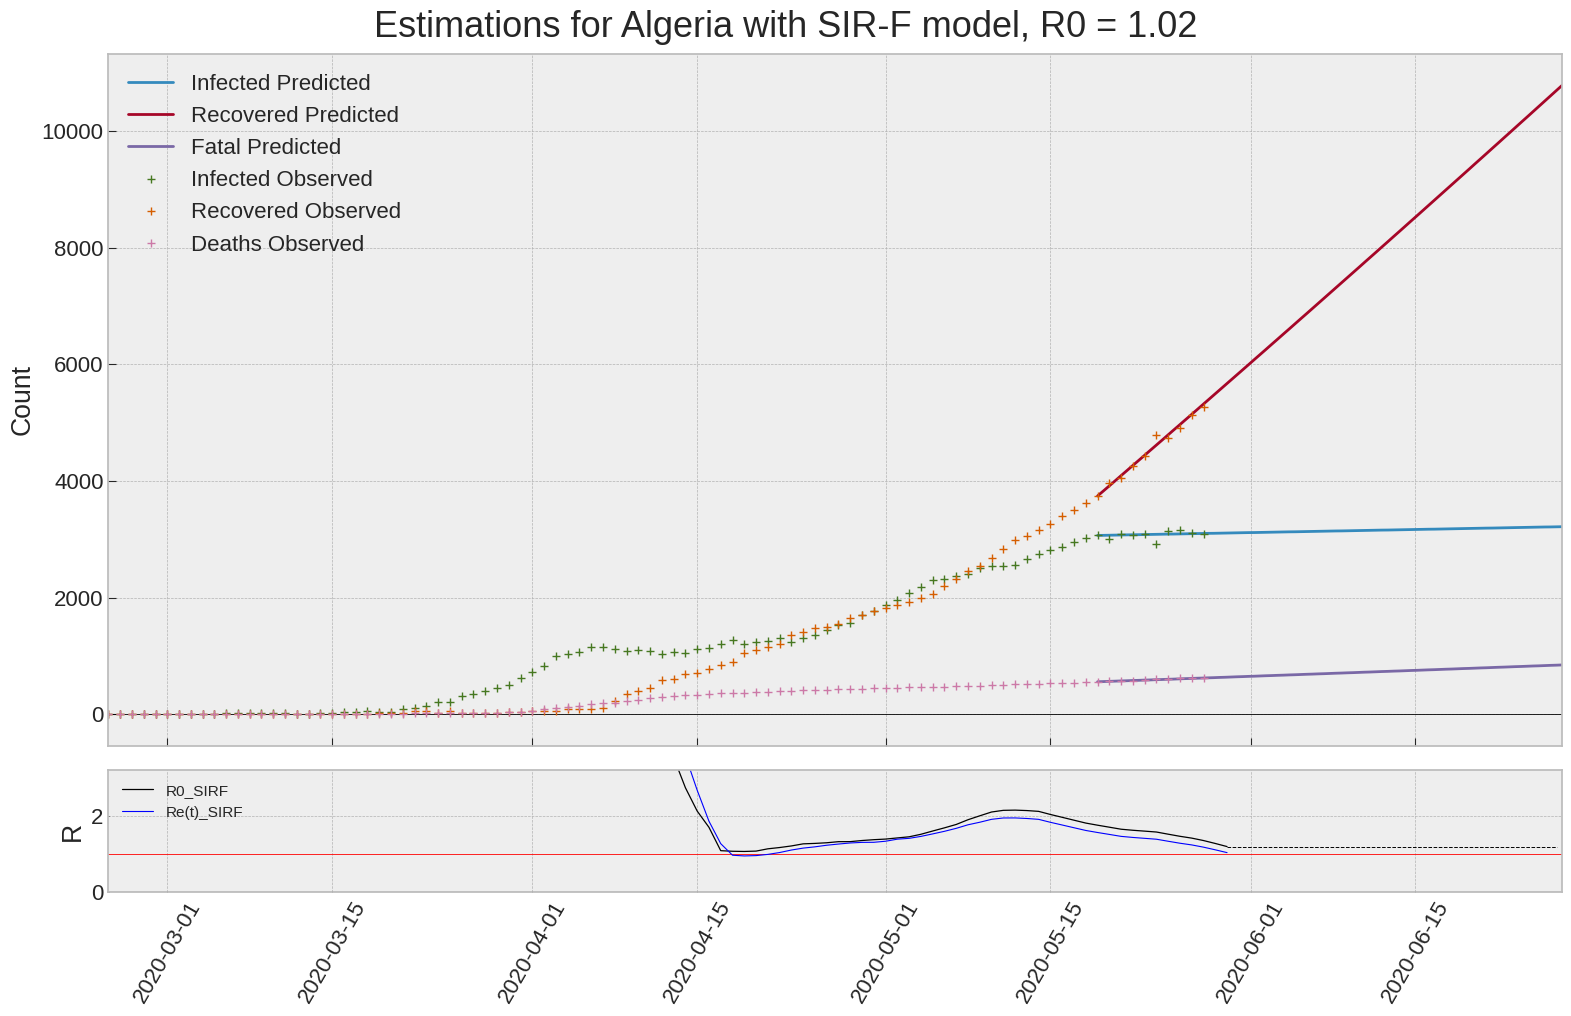 Estimations for Algeria with SIR-F model, R0 = 1.02
Infected Predicted
Recovered Predicted
Fatal Predicted
Infected Observed
Recovered Observed
Deaths Observed
Count
10000
8000
6000
4000
2000
0
R0_SIRF
Re(t)_SIRF
R
2
0
2020-03-01
2020-03-15
2020-04-01
2020-04-15
2020-05-01
2020-05-15
2020-06-01
2020-06-15